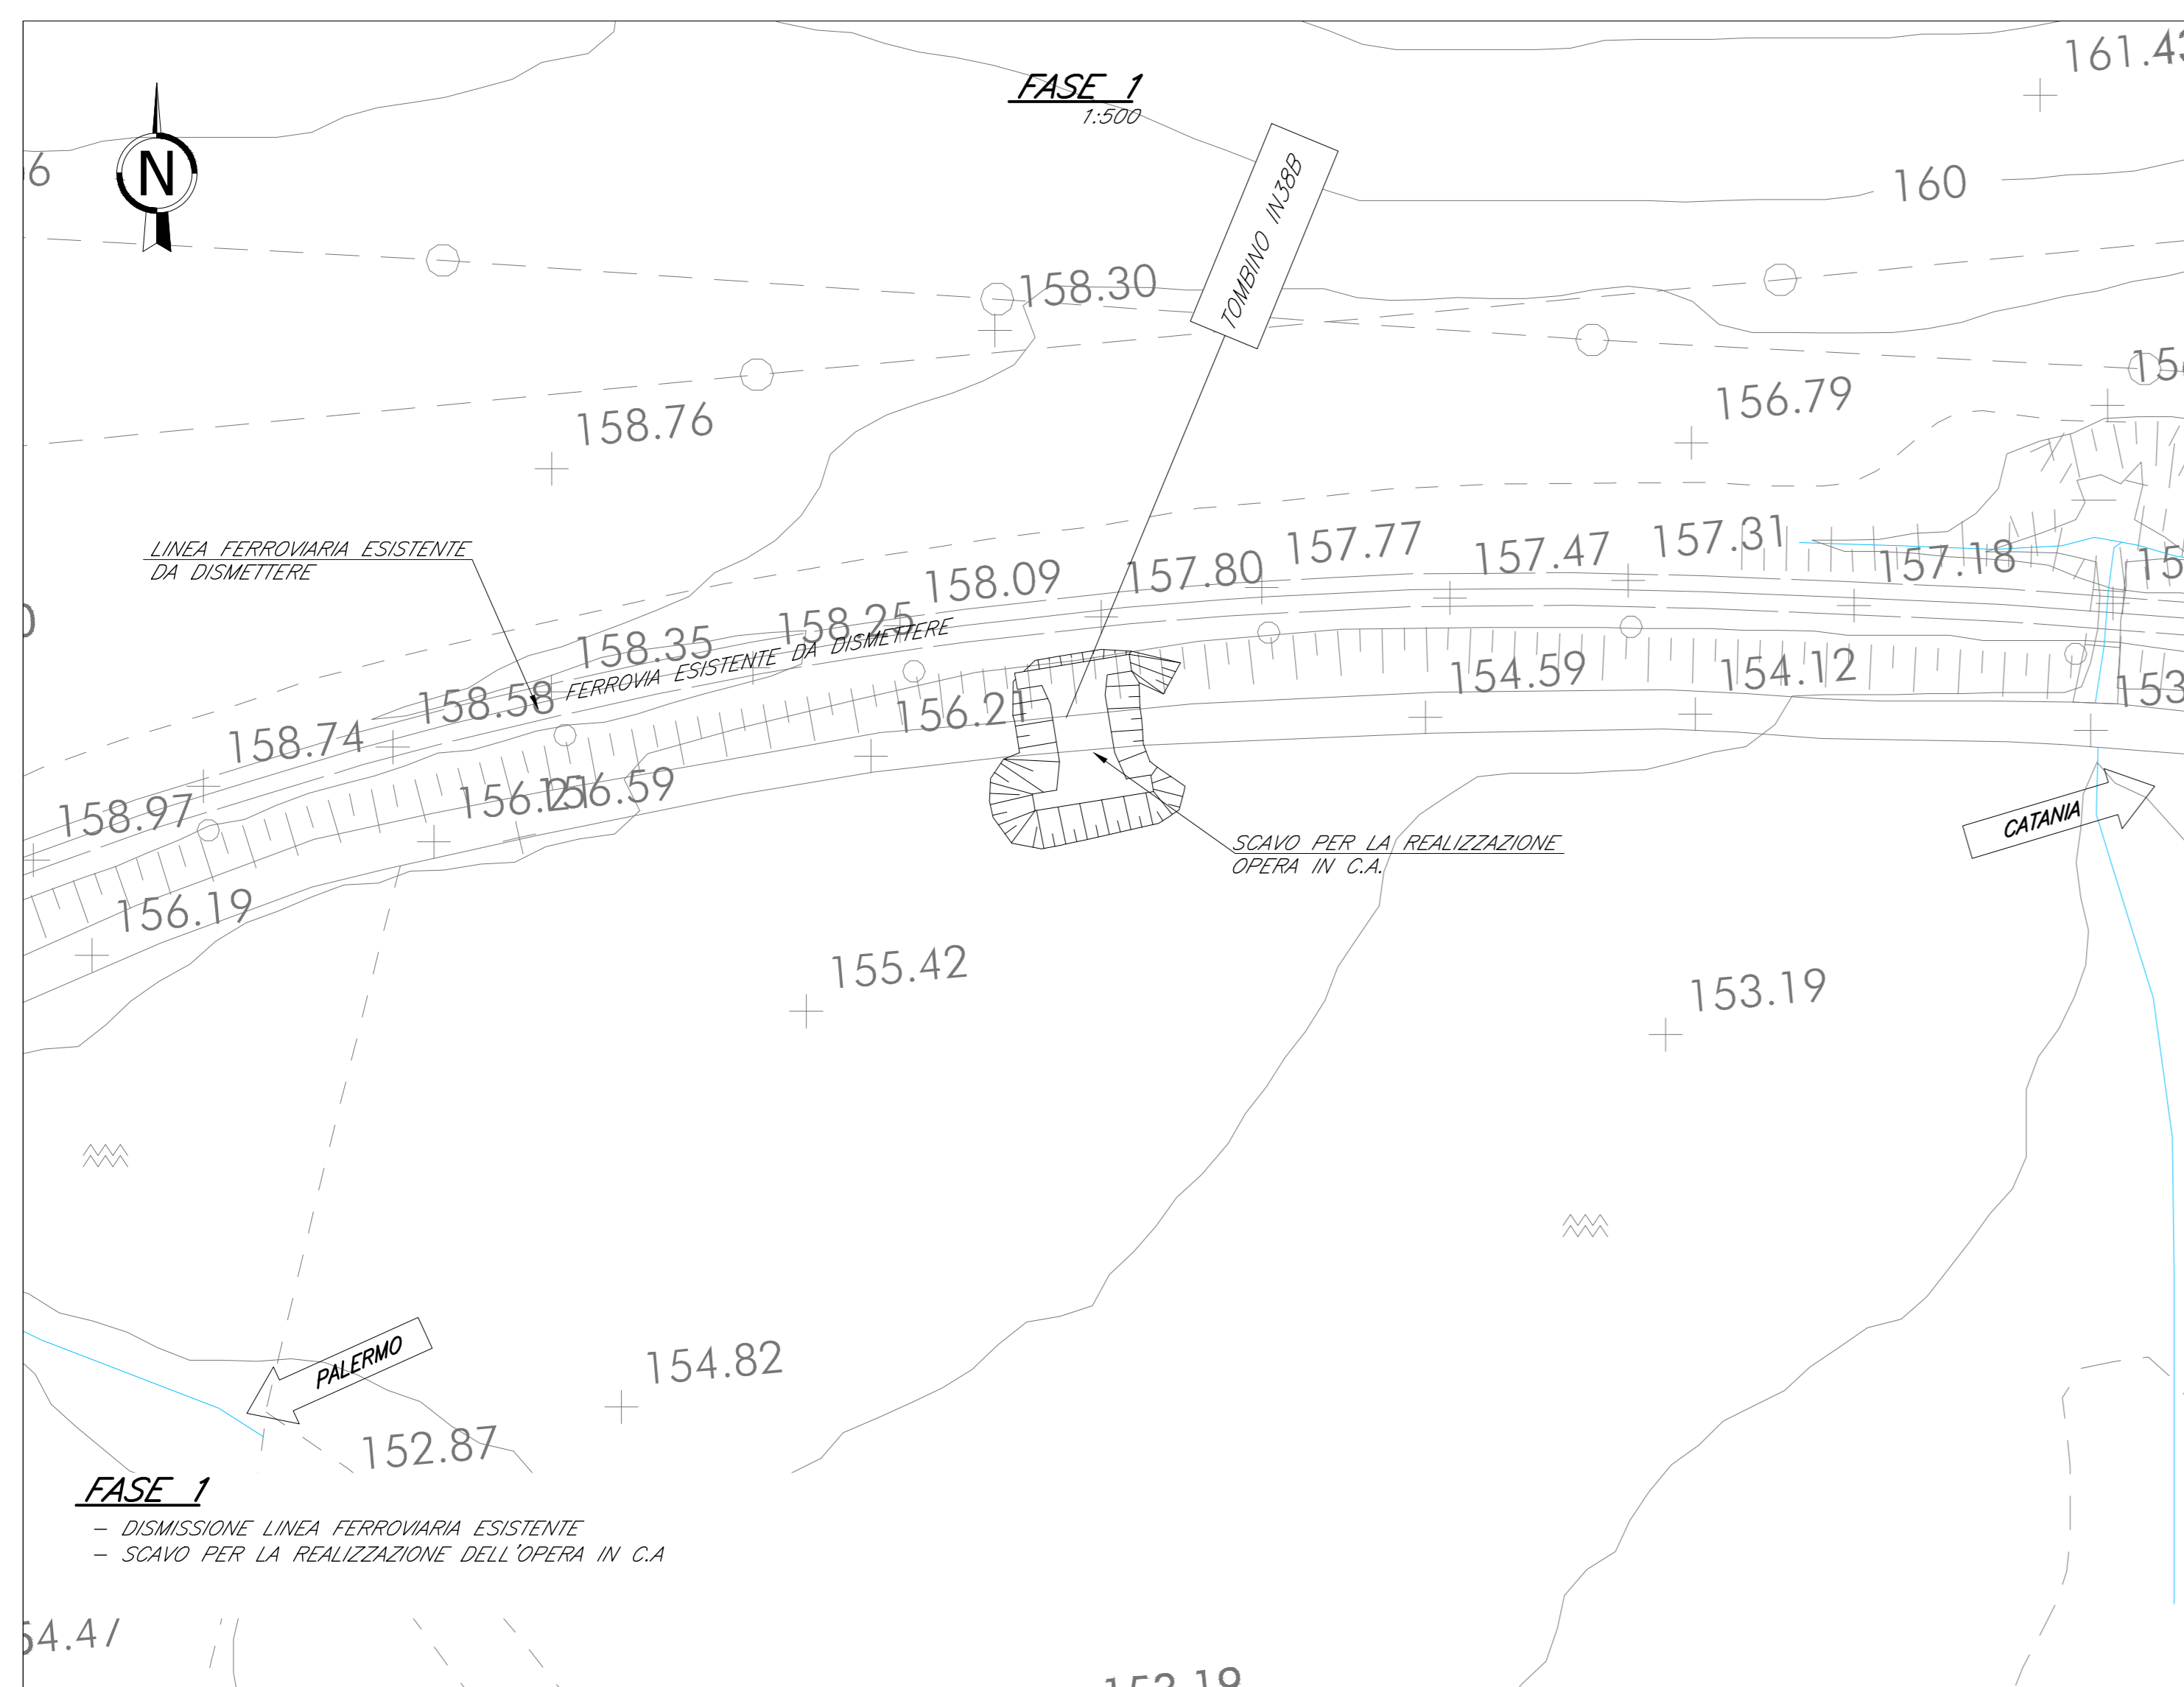 FASE 1
1:500
161.43
N
160
TOMBINO IN38B
158.30
158.76
156.79
LINEA FERROVIARIA ESISTENTE
DA DISMETTERE
157.31
157.47
157.77
157.80
157.18
158.09
158.25
158.35
FERROVIA ESISTENTE DA DISMETTERE
158.58
158.74
158.97
156.21
154.59
154.12
153
156.21
156.59
156.19
SCAVO PER LA REALIZZAZIONE
OPERA IN C.A.
CATANIA
155.42
153.19
PALERMO
154.82
152.87
FASE 1
- DISMISSIONE LINEA FERROVIARIA ESISTENTE
- SCAVO PER LA REALIZZAZIONE DELL'OPERA IN C.A